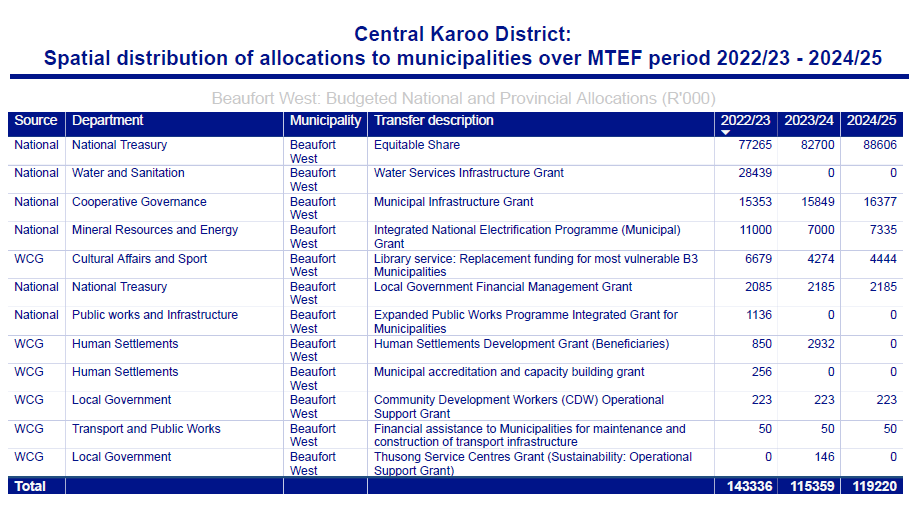 Central Karoo District:
Spatial distribution of allocations to municipalities over MTEF period 2022/23 - 2024/25
Beaufort West: Budgeted National and Provincial Allocations (R'000)
Source Department Municipality Transfer description 2022/23 2023/24 2024/25
National National Treasury Beaufort Equitable Share 77265 82700 88606
West
National Water and Sanitation Beaufort Water Services Infrastructure Grant 28439 0 0
West
National Cooperative Governance Beaufort Municipal Infrastructure Grant 15353 15849 16377
West
National Mineral Resources and Energy Beaufort Integrated National Electrification Programme (Municipal) 11000 7000 7335
West Grant
WCG Cultural Affairs and Sport Beaufort Library service: Replacement funding for most vulnerable B3 6679 4274 4444
West Municipalities
National National Treasury Beaufort Local Government Financial Management Grant 2085 2185 2185
West
National Public works and Infrastructure Beaufort Expanded Public Works Programme Integrated Grant for 1136 0 0
West Municipalities
WCG Human Settlements Beaufort Human Settlements Development Grant (Beneficiaries) 850 2932 0
West
WCG Human Settlements Beaufort Municipal accreditation and capacity building grant 256 0 0
West
WCG Local Government Beaufort Community Development Workers (CDW) Operational 223 223 223
West Support Grant
WCG Transport and Public Works Beaufort Financial assistance to Municipalities for maintenance and 50 50 50
West construction of transport infrastructure
WCG Local Government Beaufort Thusong Service Centres Grant (Sustainability: Operational 0 146 0
West Support Grant)
Total 143336 115359 119220